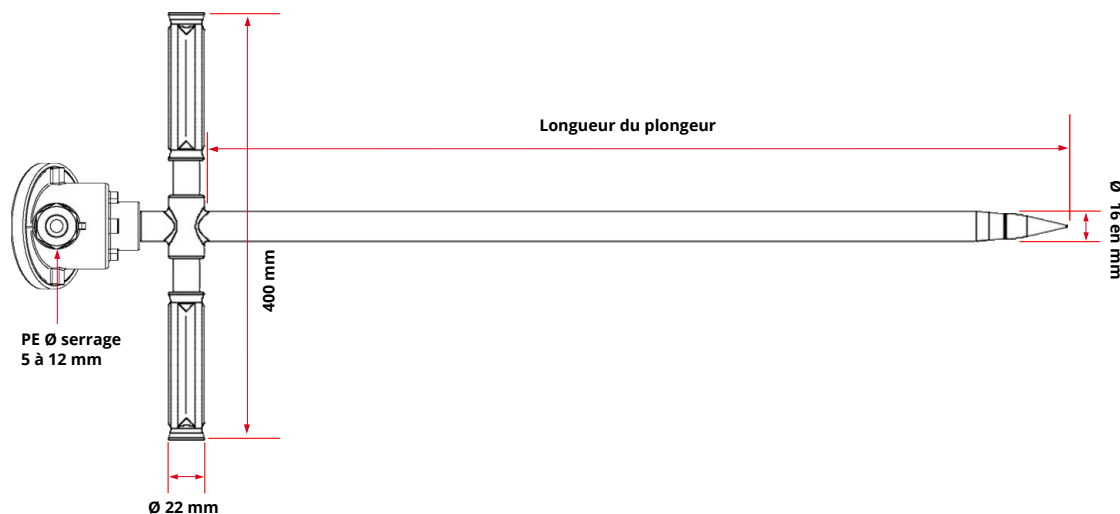 Longueur du plongeur
Ø 16 en mm
400 mm
PE Ø serrage
5 à 12 mm
Ø 22 mm